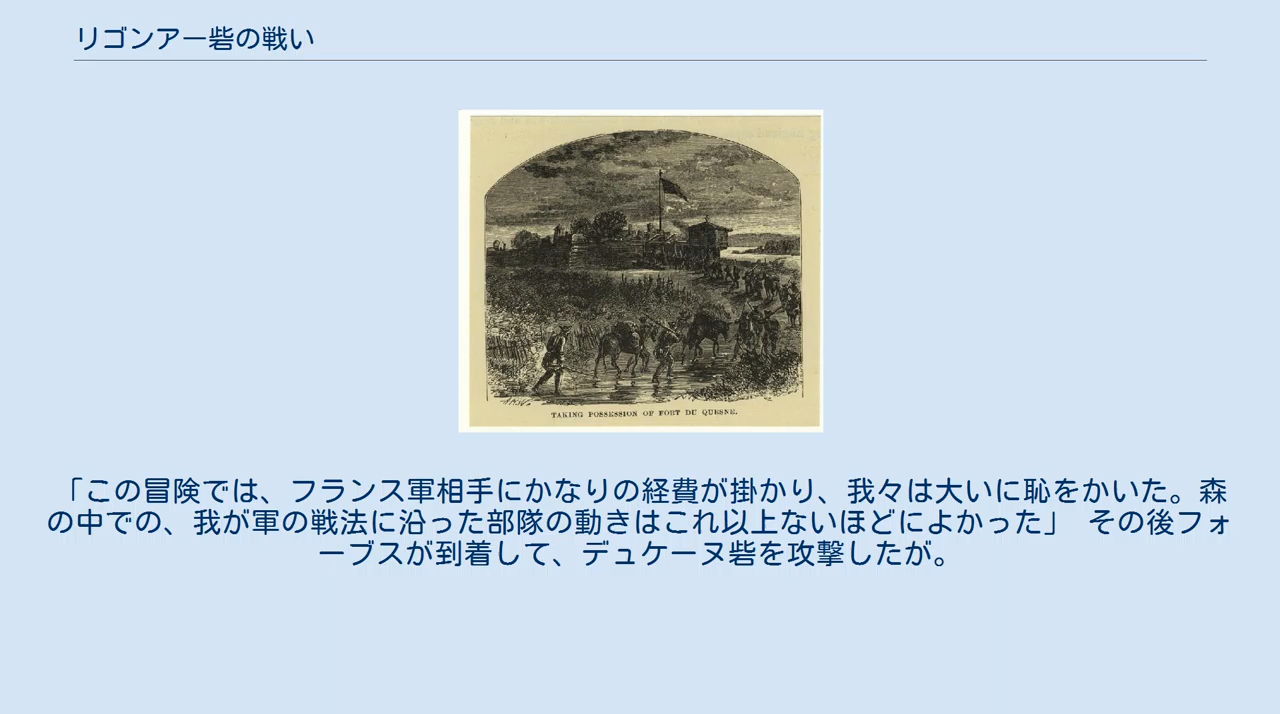 リゴンアー砦の戦い
TAKING POSSESSION OF FORT DU QUESNE.
「この冒険では、フランス軍相手にかなりの経費が掛かり、我々は大いに恥をかいた。森
の中での、我が軍の戦法に沿った部隊の動きはこれ以上ないほどによかった」 その後フォ
ーブスが到着して、デュケーヌ砦を攻撃したが。